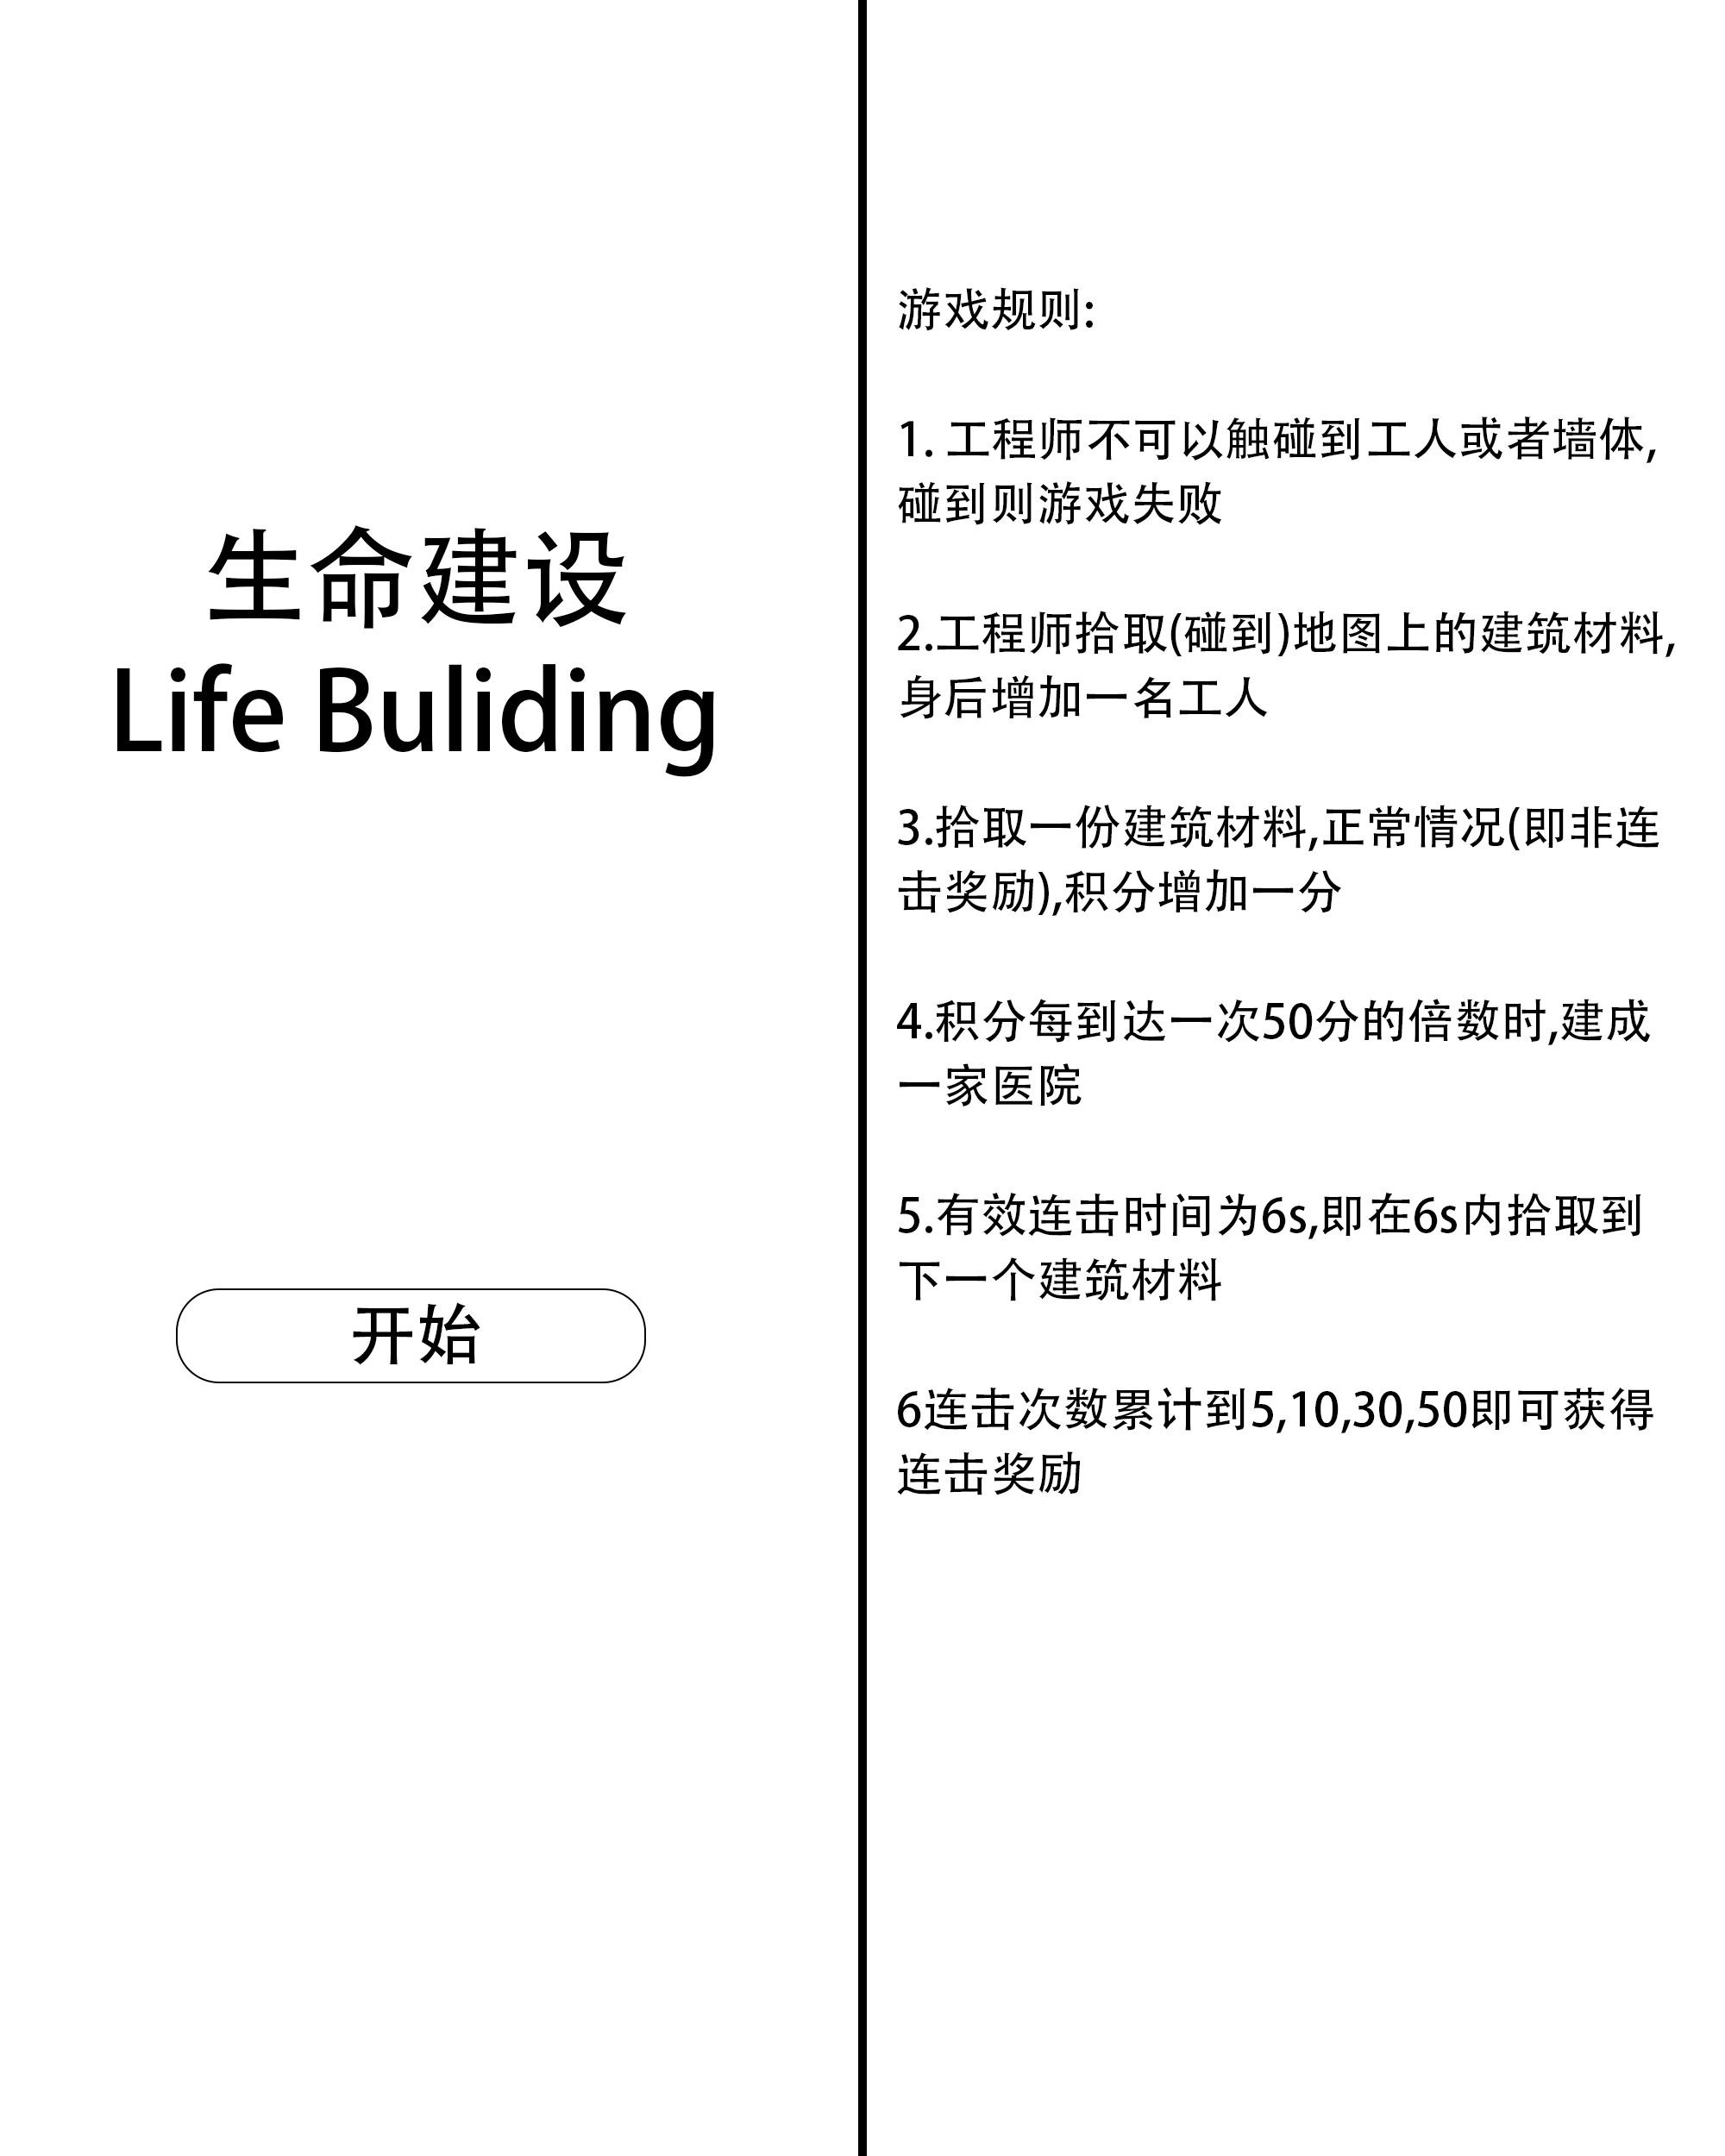 生命建设
Life Buliding
开始
游戏规则:
1. 工程师不可以触碰到工人或者墙体,
碰到则游戏失败
2.工程师拾取(碰到)地图上的建筑材料,
身后增加一名工人
3.拾取一份建筑材料,正常情况(即非连
击奖励),积分增加一分
4.积分每到达一次50分的倍数时,建成
一家医院
5.有效连击时间为6s,即在6s内拾取到
下一个建筑材料
6连击次数累计到5,10,30,50即可获得
连击奖励